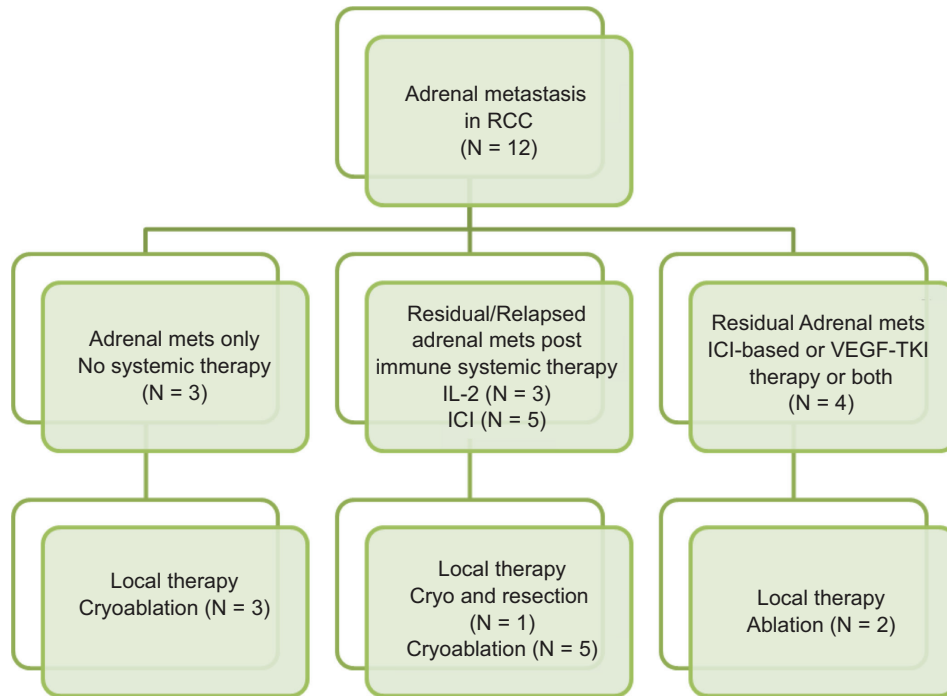 Adrenal metastasis
in RCC
(N = 12)
Adrenal mets only
No systemic therapy
(N = 3)
Residual/Relapsed
adrenal mets post
immune systemic therapy
IL-2 (N = 3)
ICI (N = 5)
Residual Adrenal mets
ICI-based or VEGF-TKI
therapy or both
(N = 4)
Local therapy
Cryoablation (N = 3)
Local therapy
Cryo and resection
(N = 1)
Cryoablation (N = 5)
Local therapy
Ablation (N = 2)